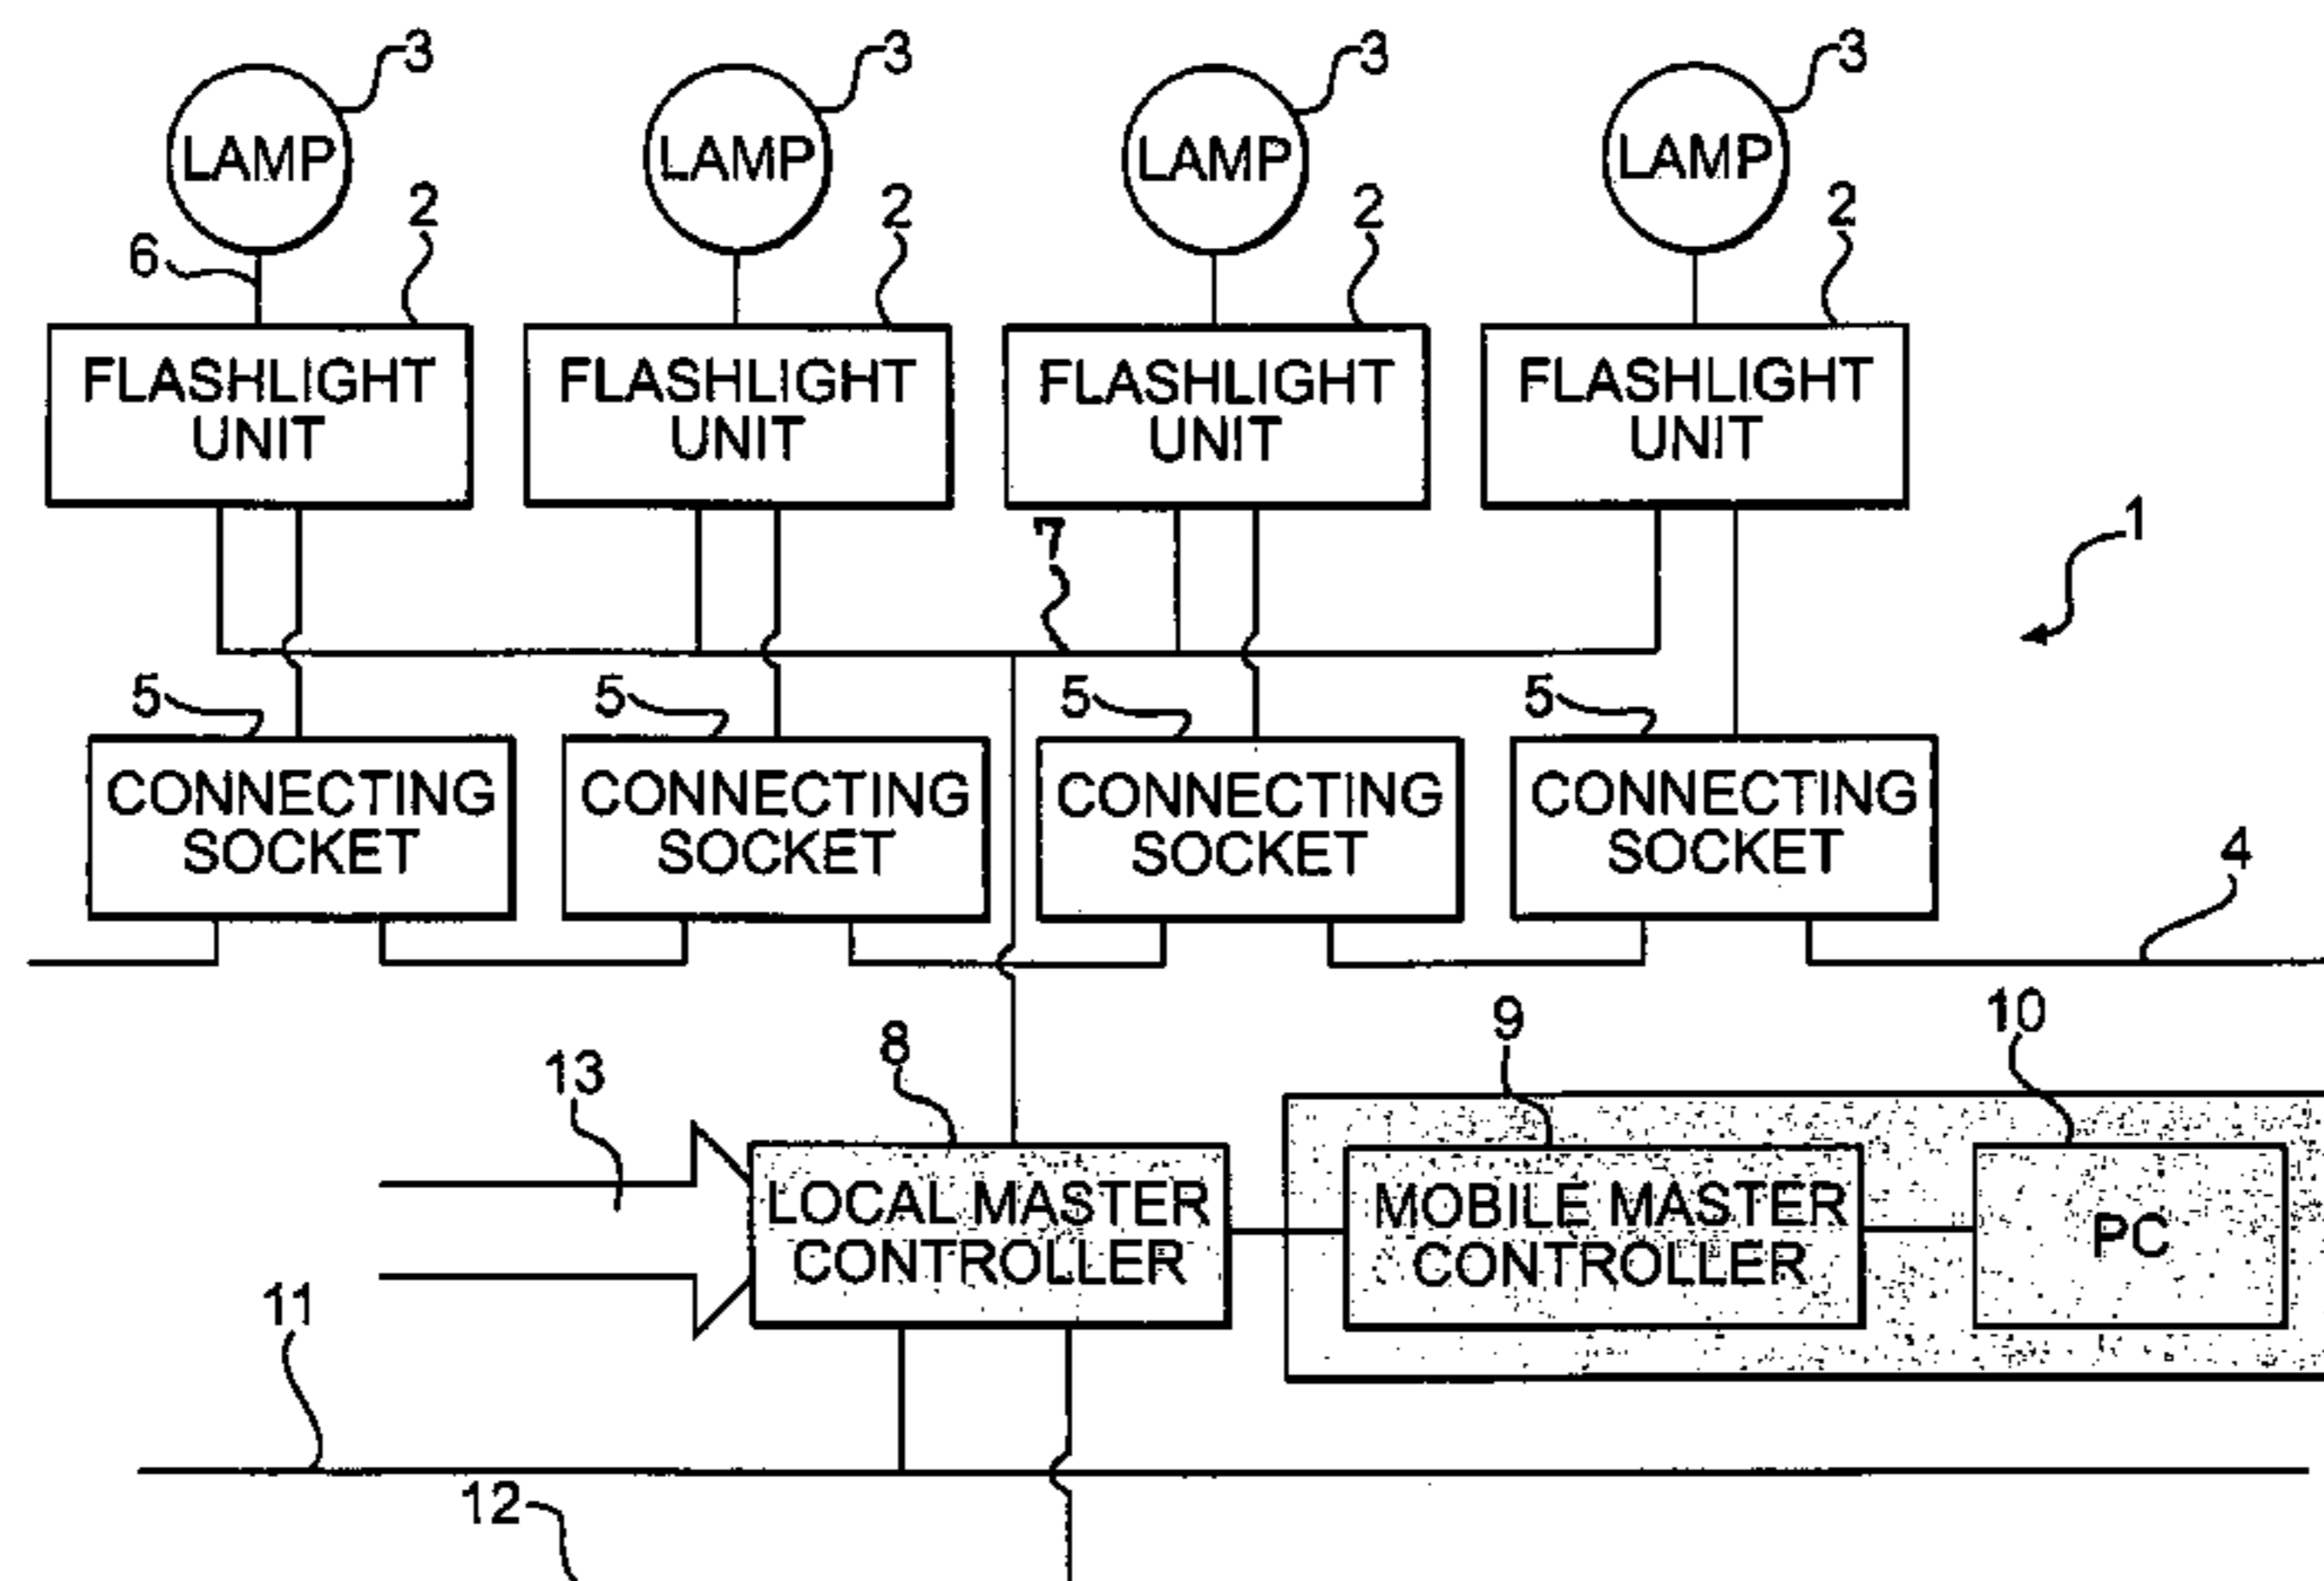 3 3 3 3
LAMP LAMP LAMP LAMP
2 2 2 2
6
FLASHLIGHT UNIT FLASHLIGHT UNIT FLASHLIGHT UNIT FLASHLIGHT UNIT
7 1
5 5 5 5
CONNECTING SOCKET CONNECTING SOCKET CONNECTING SOCKET CONNECTING SOCKET
4
13 8 9 10
LOCAL MASTER CONTROLLER MOBILE MASTER CONTROLLER PC
11
12